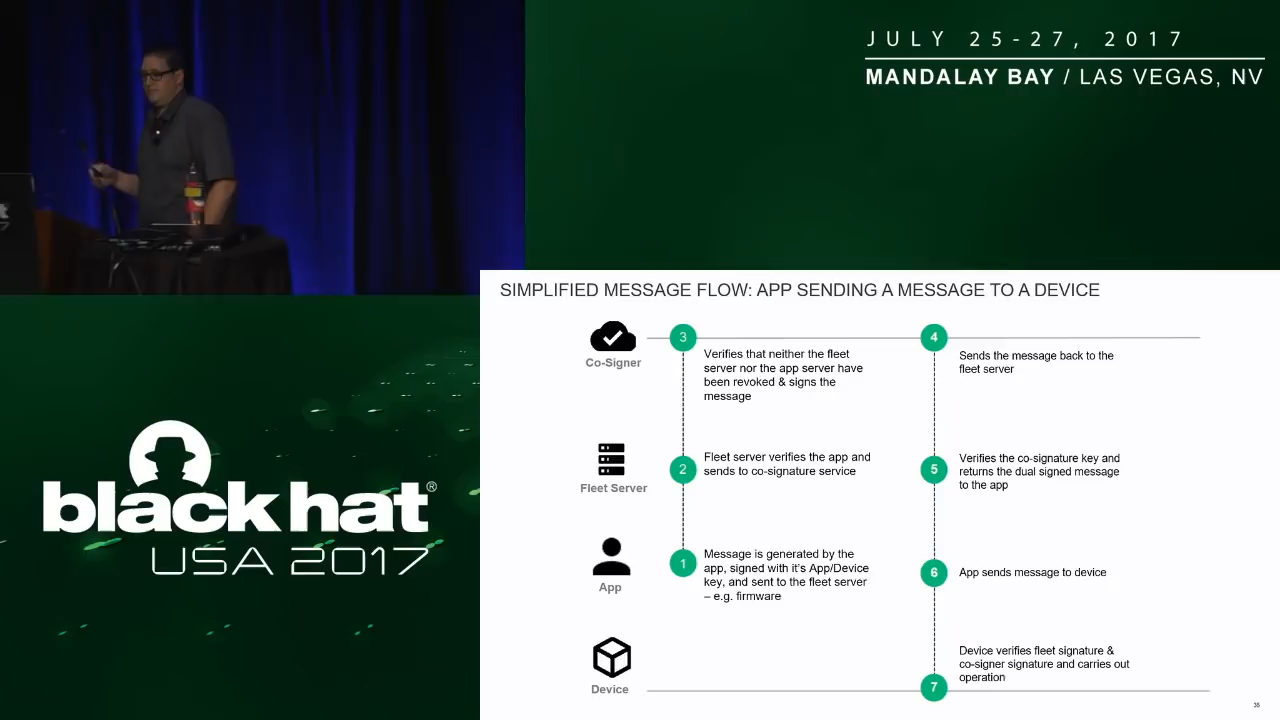 JULY 25-27, 2017
MANDALAY BAY / LAS VEGAS, NV
SIMPLIFIED MESSAGE FLOW: APP SENDING A MESSAGE TO A DEVICE
Co-Signer
3
Verifies that neither the fleet
server nor the app server have
been revoked & signs the
message
4
Sends the message back to the
fleet server
Fleet Server
2
Fleet server verifies the app and
sends to co-signature service
5
Verifies the co-signature key and
returns the dual signed message
to the app
App
1
Message is generated by the
app, signed with it's App/Device
key, and sent to the fleet server
– e.g. firmware
6
App sends message to device
Device
7
Device verifies fleet signature &
co-signer signature and carries out
operation
black hat®
USA 2017